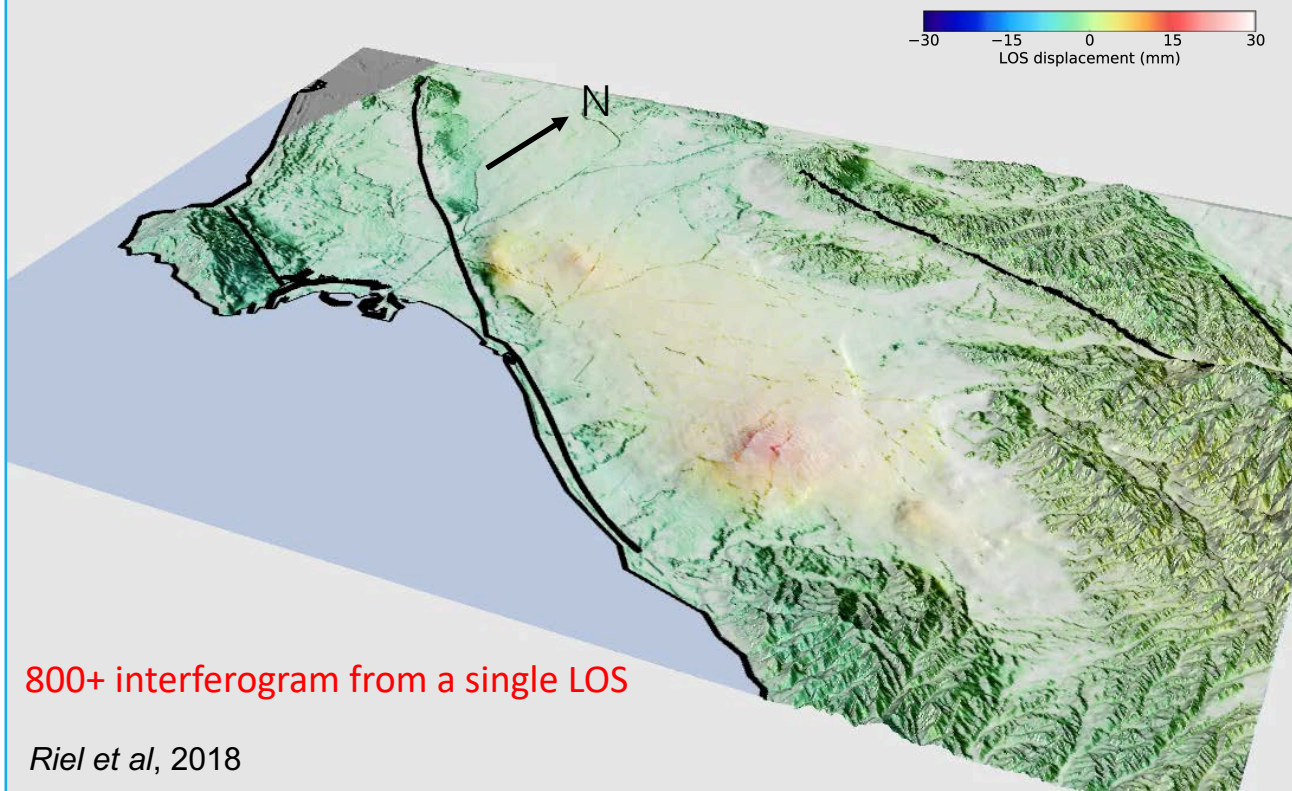 −30 −15 0 15 30
LOS displacement (mm)
N
800+ interferogram from a single LOS
Riel et al, 2018